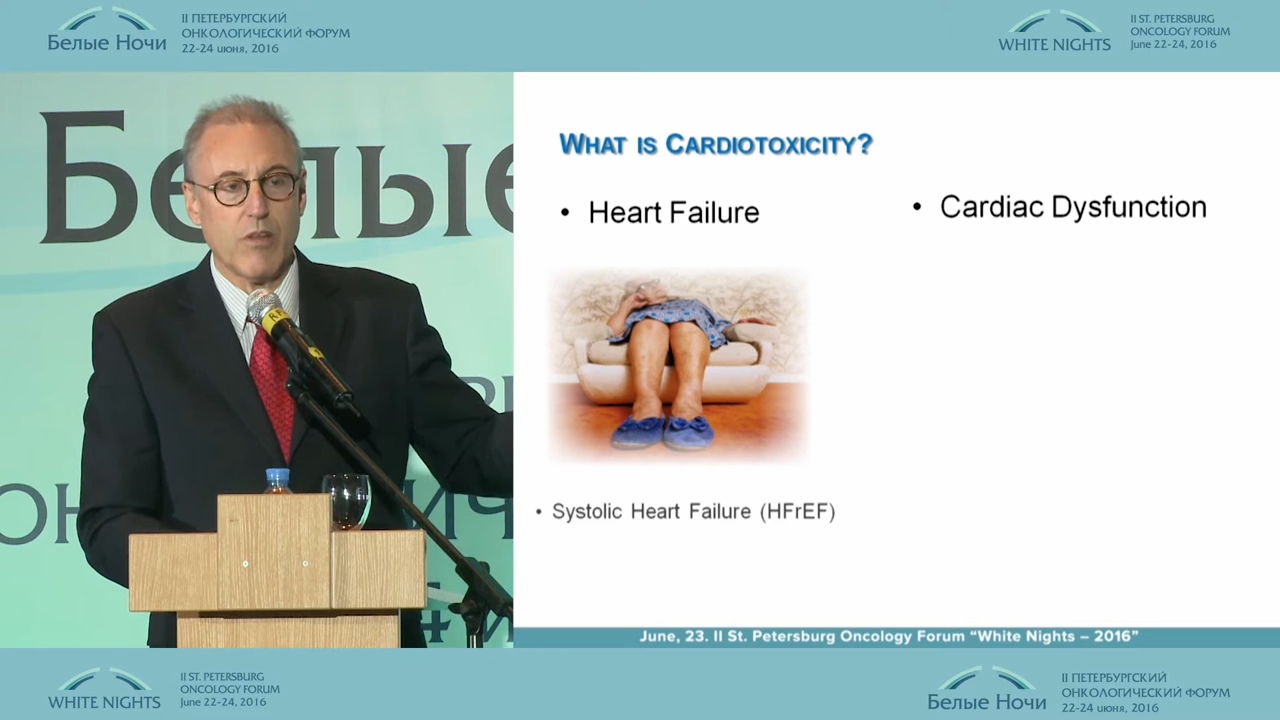 Белые Ночи
II ПЕТЕРБУРГСКИЙ
ОНКОЛОГИЧЕСКИЙ ФОРУМ
22-24 июня, 2016
WHITE NIGHTS
II ST. PETERSBURG
ONCOLOGY FORUM
June 22-24, 2016
Белые
WHAT IS CARDIOTOXICITY?
• Heart Failure
• Cardiac Dysfunction
• Systolic Heart Failure (HFrEF)
June, 23. II St. Petersburg Oncology Forum “White Nights – 2016”
WHITE NIGHTS
II ST. PETERSBURG
ONCOLOGY FORUM
June 22-24, 2016
Белые Ночи
II ПЕТЕРБУРГСКИЙ
ОНКОЛОГИЧЕСКИЙ ФОРУМ
22-24 июня, 2016